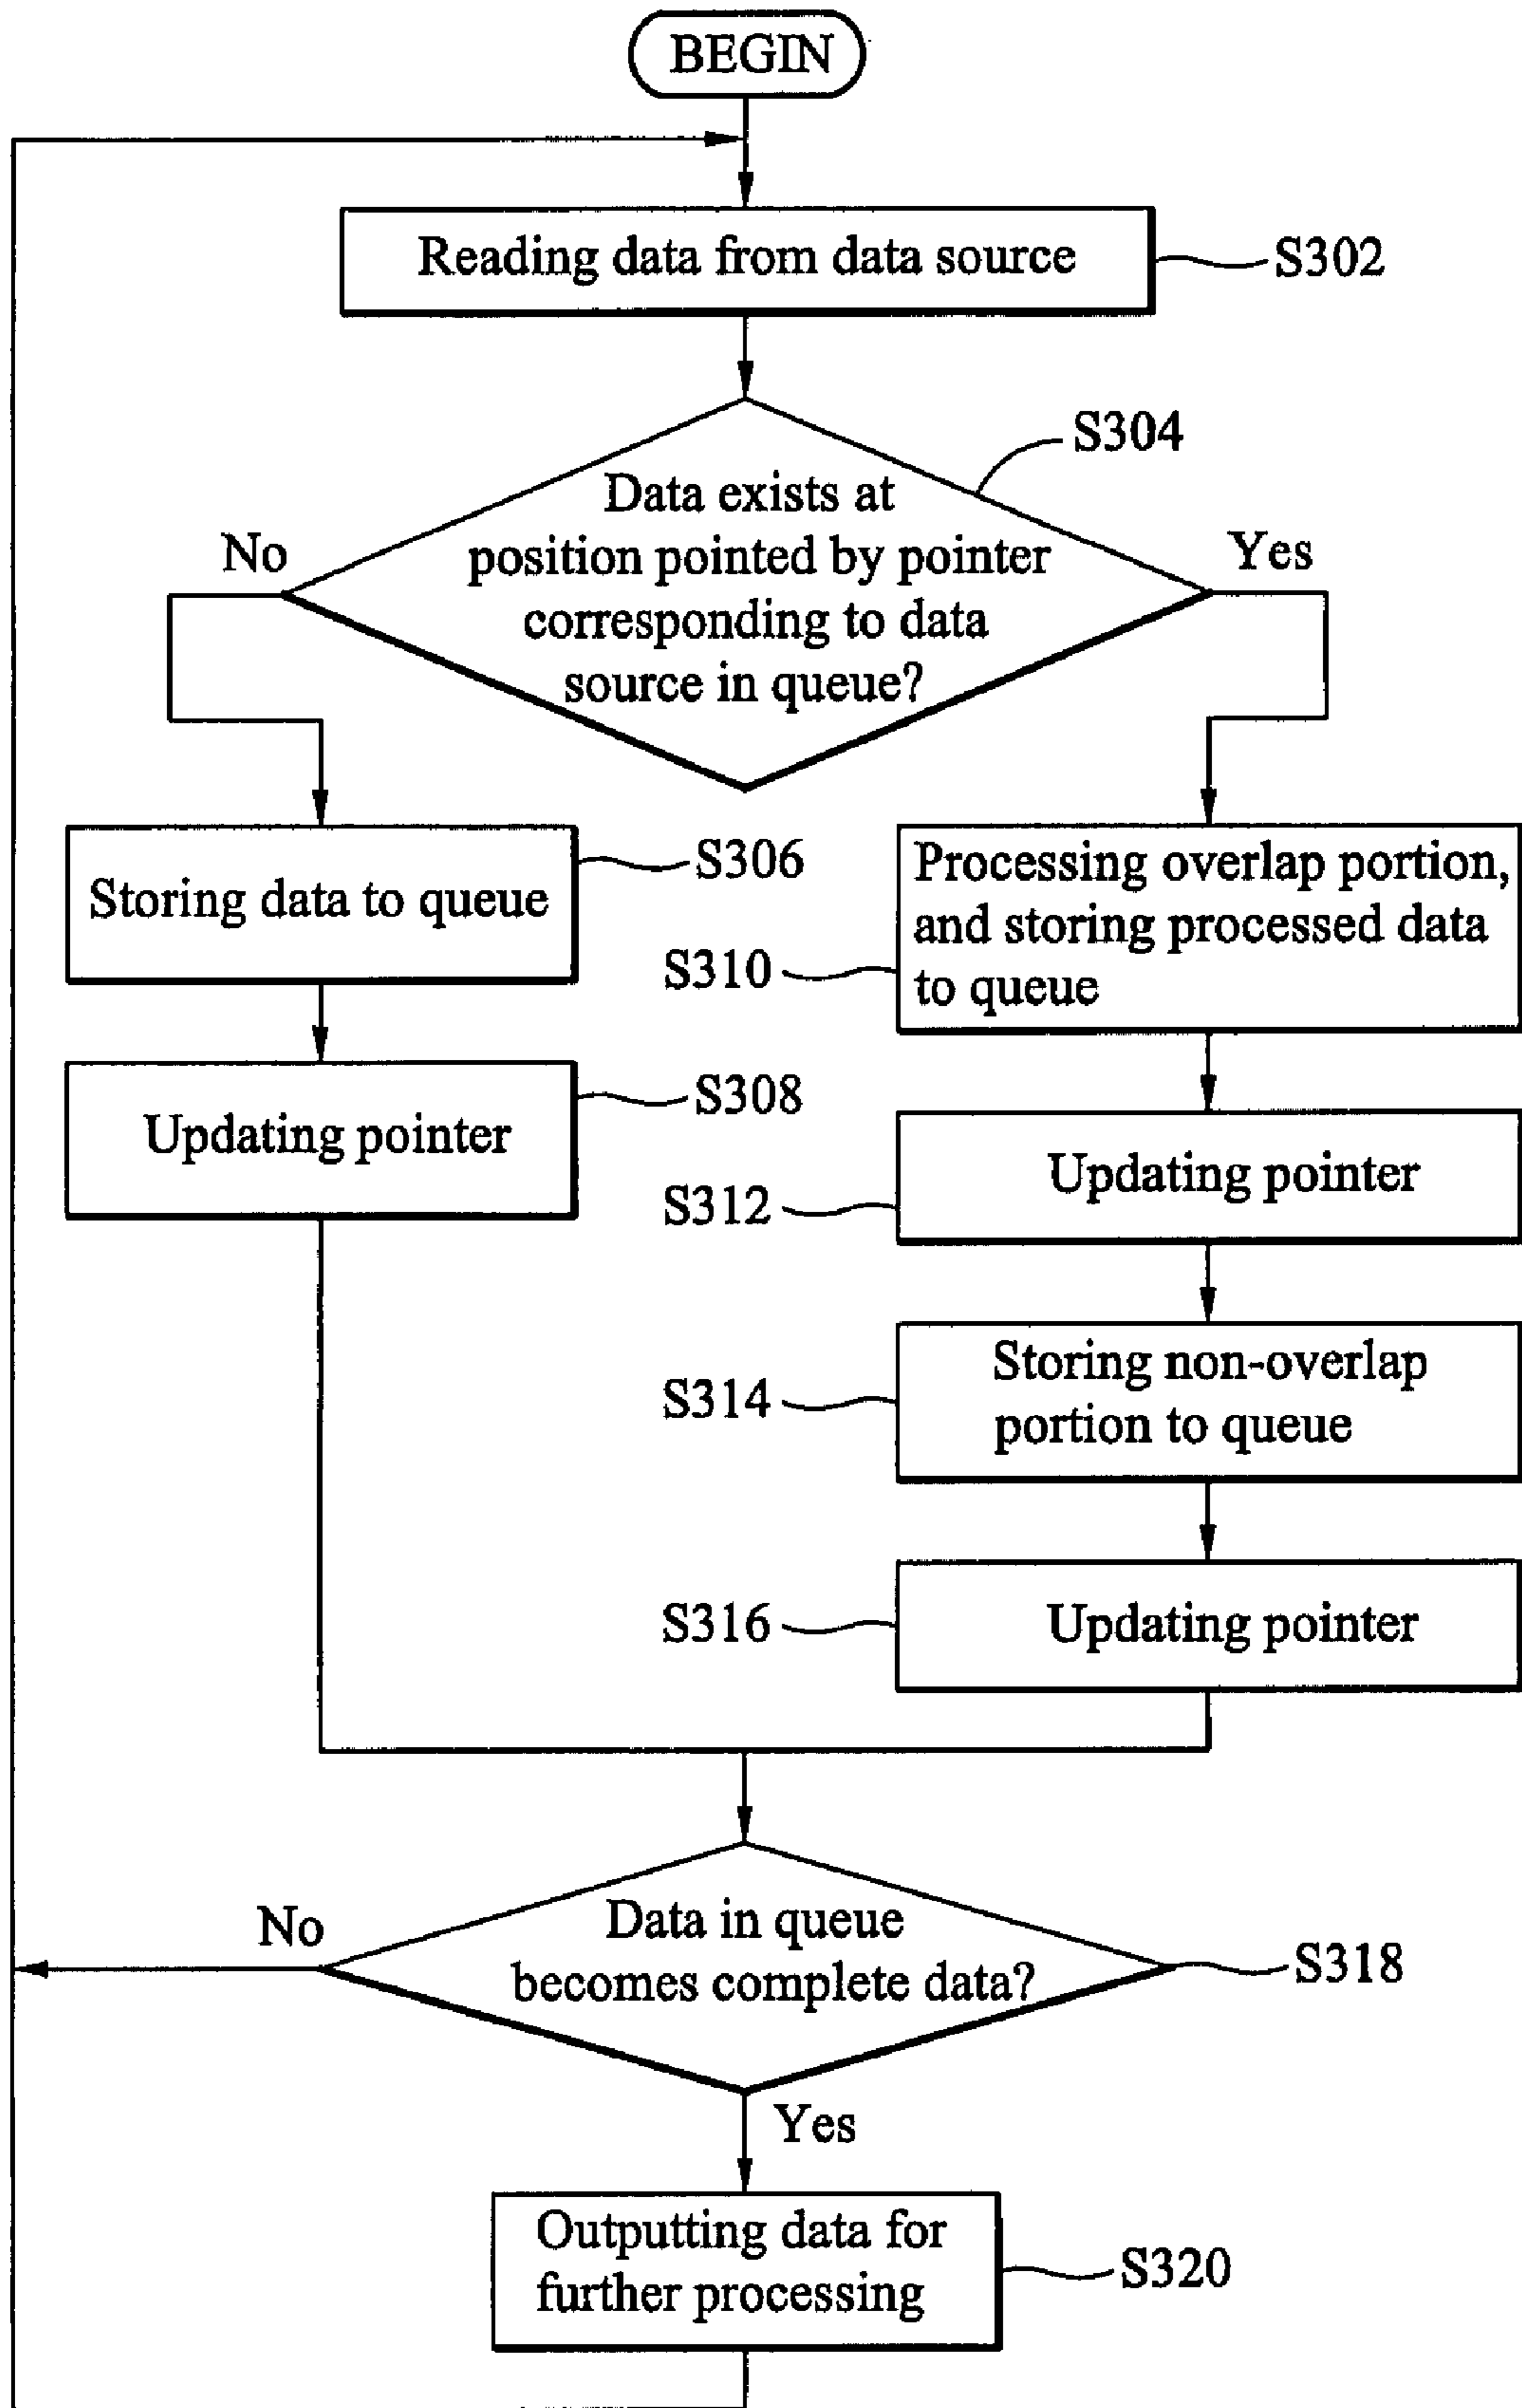 BEGIN
Reading data from data source
S302
S304
Data exists at
position pointed by pointer
corresponding to data
source in queue?
No
Yes
Storing data to queue
S306
Processing overlap portion,
and storing processed data
to queue
S310
Updating pointer
S308
Updating pointer
S312
Storing non-overlap
portion to queue
S314
Updating pointer
S316
Data in queue
becomes complete data?
No
S318
Yes
Outputting data for
further processing
S320